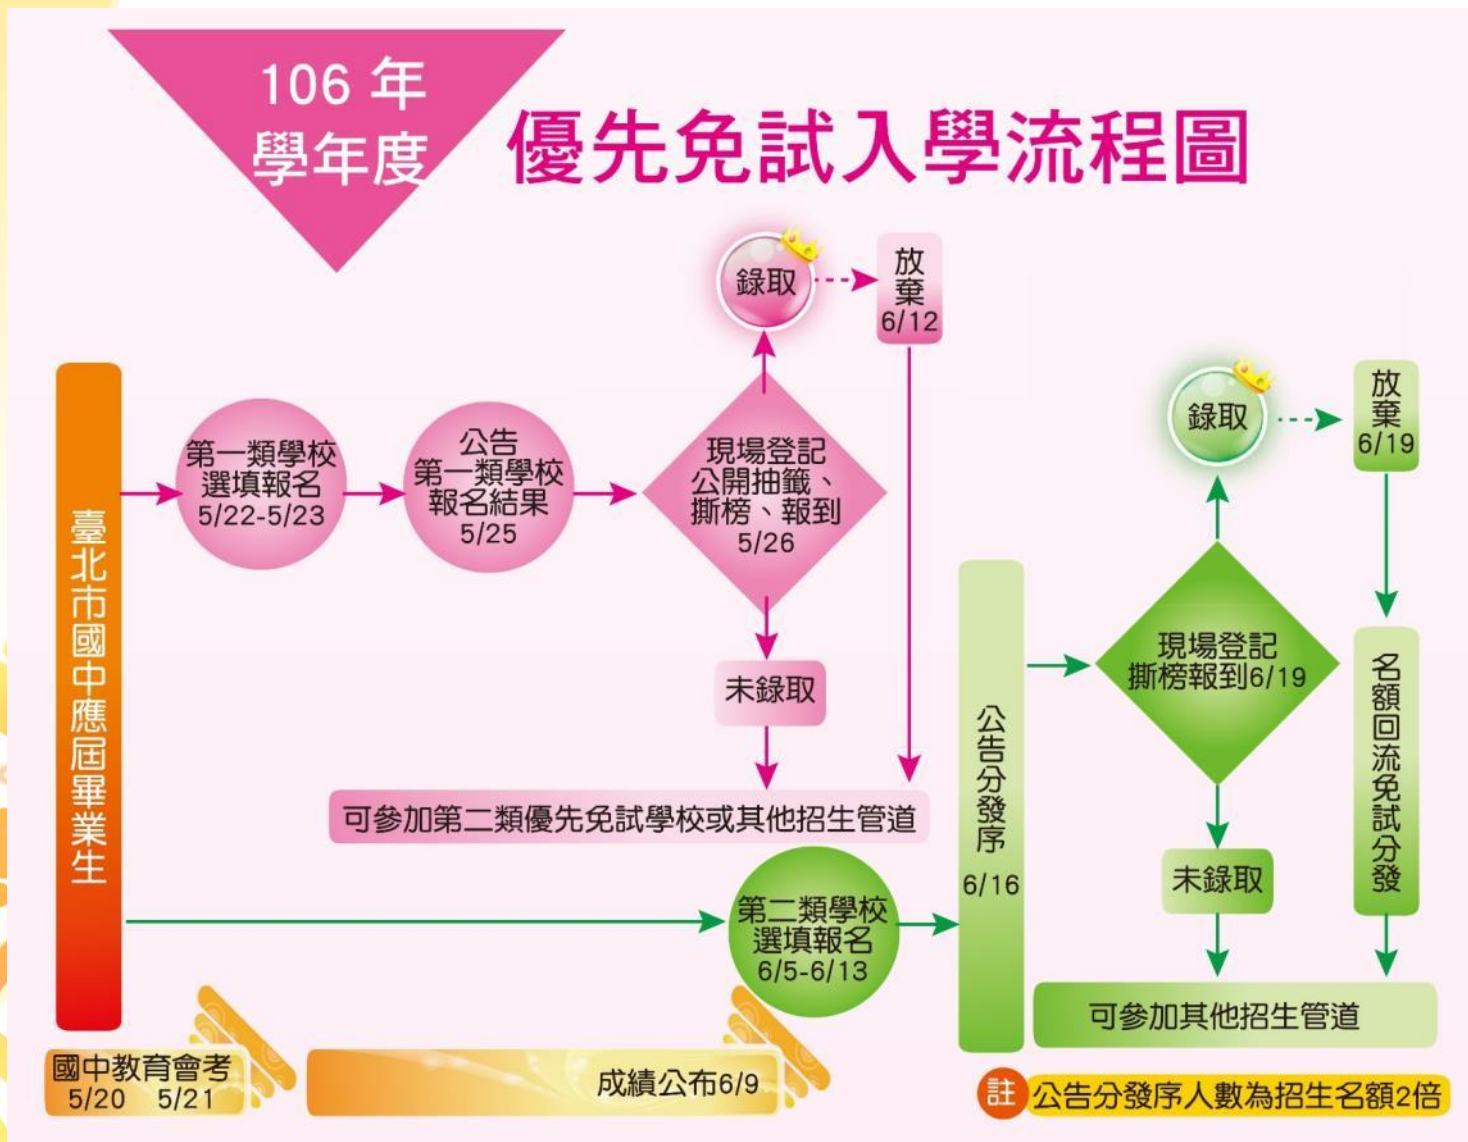 106 年
學年度
優先免試入學流程圖
錄取
放棄
6/12
臺北市國中應屆畢業生
第一類學校
選填報名
5/22-5/23
公告
第一類學校
報名結果
5/25
現場登記
公開抽籤、
撕榜、報到
5/26
未錄取
可參加第二類優先免試學校或其他招生管道
第二類學校
選填報名
6/5-6/13
公告分發序
6/16
現場登記
撕榜報到6/19
錄取
放棄
6/19
名額回流免試分發
未錄取
可參加其他招生管道
國中教育會考
5/20 5/21
成績公布6/9
註 公告分發序人數為招生名額2倍